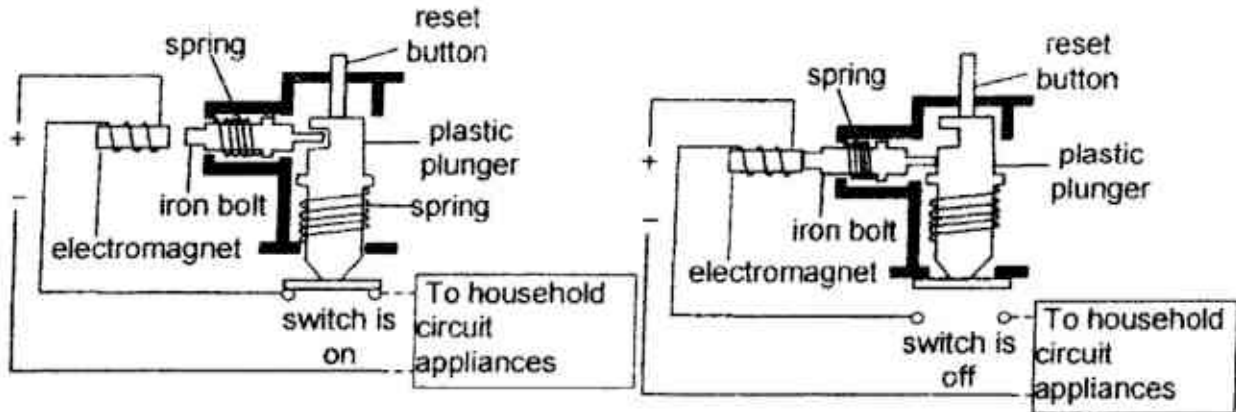 reset
button
spring
+
plastic
plunger
−
iron bolt
spring
electromagnet
switch is
on
To household
circuit
appliances
reset
button
spring
+
plastic
plunger
−
iron bolt
electromagnet
switch is
off
To household
circuit
appliances